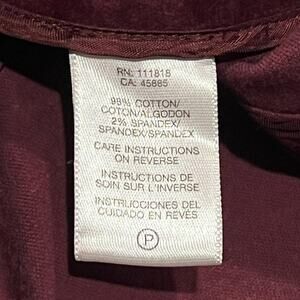 RN: 111818
CA: 45885
98% COTTON/
COTON/ALGODON
2% SPANDEX/
SPANDEX/SPANDEX
CARE INSTRUCTIONS
ON REVERSE
INSTRUCTIONS DE
SOIN SUR L'INVERSE
INSTRUCCIONES DEL
CUIDADO EN REVÉS
P